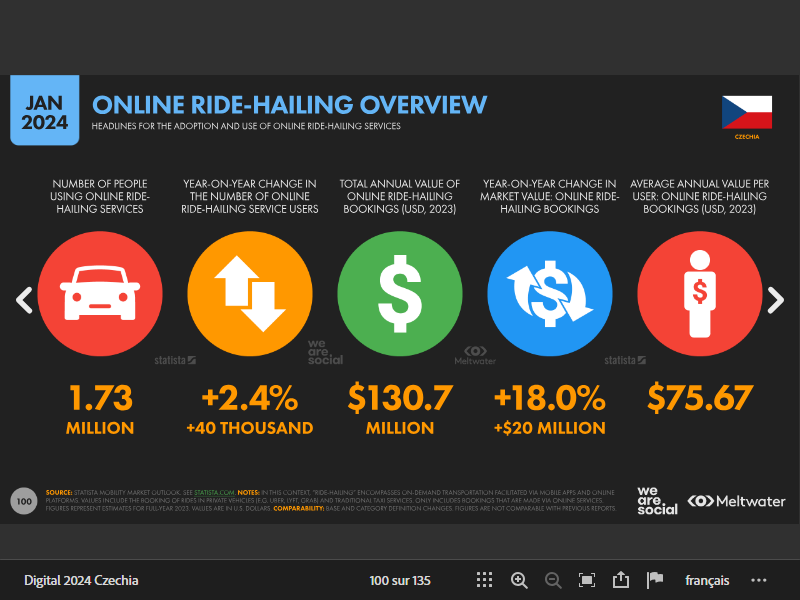 JAN
2024
ONLINE RIDE-HAILING OVERVIEW
HEADLINES FOR THE ADOPTION AND USE OF ONLINE RIDE-HAILING SERVICES
CZECHIA
NUMBER OF PEOPLE
USING ONLINE RIDE-
HAILING SERVICES
YEAR-ON-YEAR CHANGE IN
THE NUMBER OF ONLINE
RIDE-HAILING SERVICE USERS
TOTAL ANNUAL VALUE OF
ONLINE RIDE-HAILING
BOOKINGS (USD, 2023)
YEAR-ON-YEAR CHANGE IN
MARKET VALUE: ONLINE RIDE-
HAILING BOOKINGS
AVERAGE ANNUAL VALUE PER
USER: ONLINE RIDE-HAILING
BOOKINGS (USD, 2023)
$
$
$
statista
we
are.
social
Meltwater
statista
1.73
MILLION
+2.4%
+40 THOUSAND
$130.7
MILLION
+18.0%
+$20 MILLION
$75.67
100
SOURCE: STATISTA MOBILITY MARKET OUTLOOK. SEE STATISTA.COM. NOTES: IN THIS CONTEXT, "RIDE-HAILING" ENCOMPASSES ON-DEMAND TRANSPORTATION FACILITATED VIA MOBILE APPS AND ONLINE
PLATFORMS. VALUES INCLUDE THE BOOKING OF RIDES IN PRIVATE VEHICLES (E.G. UBER, LYFT, GRAB) AND TRADITIONAL TAXI SERVICES. ONLY INCLUDES BOOKINGS THAT ARE MADE VIA ONLINE SERVICES.
FIGURES REPRESENT ESTIMATES FOR FULL-YEAR 2023. VALUES ARE IN U.S. DOLLARS. COMPARABILITY: BASE AND CATEGORY DEFINITION CHANGES. FIGURES ARE NOT COMPARABLE WITH PREVIOUS REPORTS.
we
are.
social
Meltwater
Digital 2024 Czechia
100 sur 135
français